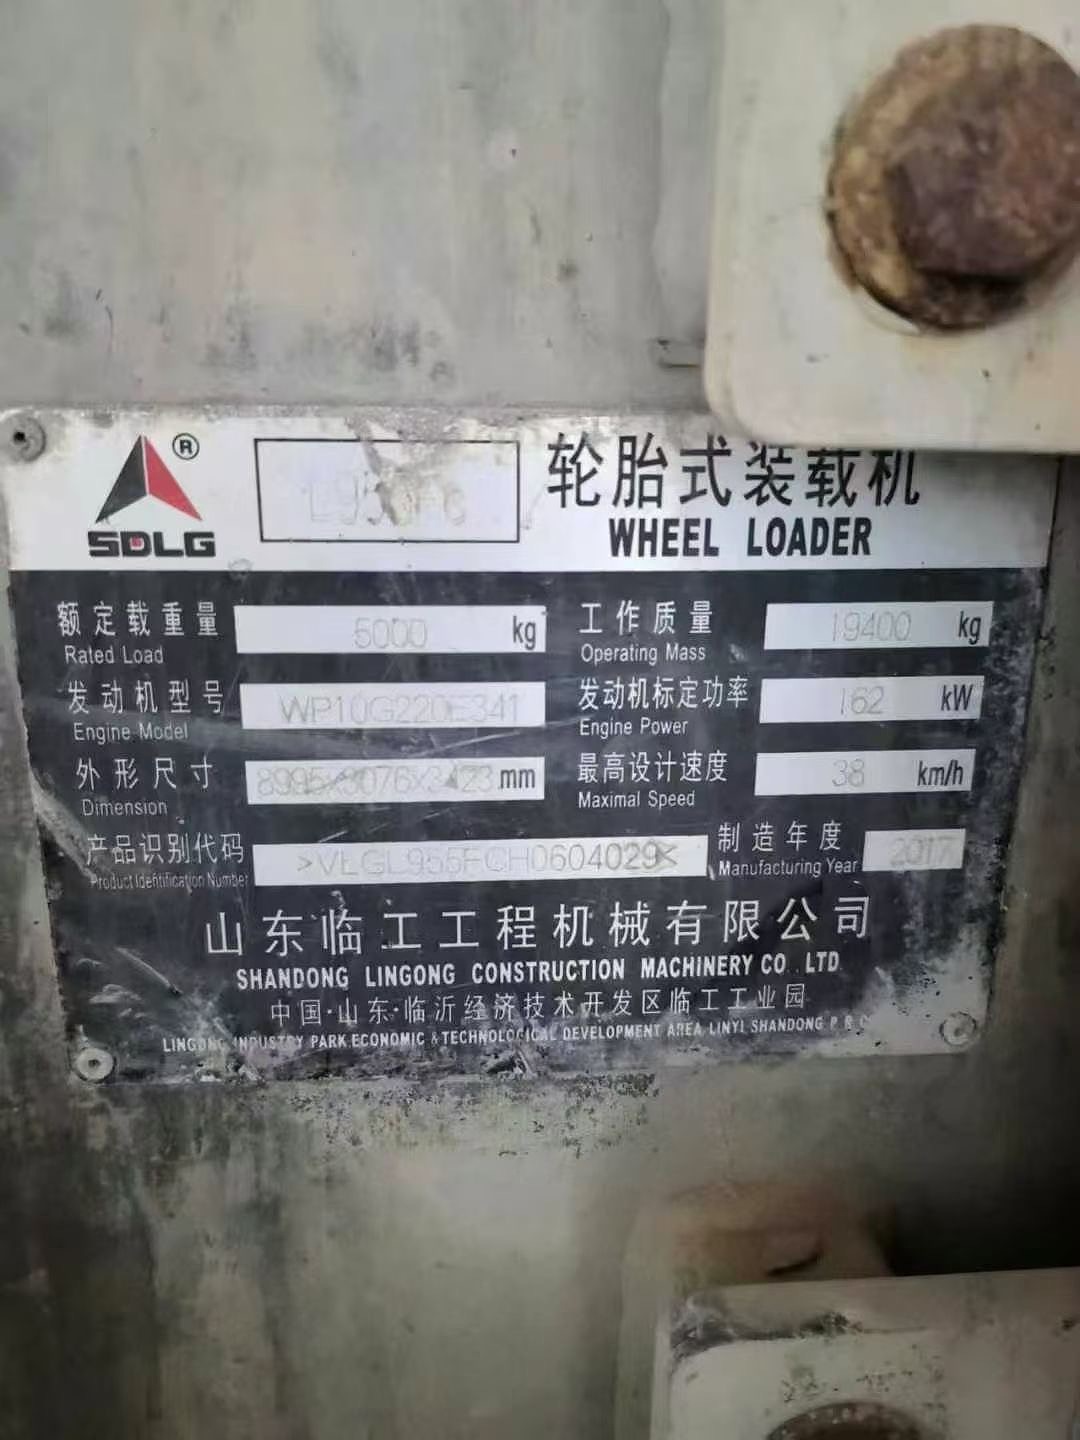 ®
SDLG
轮胎式装载机
WHEEL LOADER
额定载重量 5000 kg
Rated Load
工作质量 19400 kg
Operating Mass
发动机型号 WP10G220E341
Engine Model
发动机标定功率 162 kW
Engine Power
外形尺寸 8995x3076x3423 mm
Dimension
最高设计速度 38 km/h
Maximal Speed
产品识别代码
Product Identification Number
制造年度 2017
Manufacturing Year
山东临工工程机械有限公司
SHANDONG LINGONG CONSTRUCTION MACHINERY CO., LTD
中国·山东·临沂经济技术开发区临工工业园
LINGONG INDUSTRY PARK ECONOMIC & TECHNOLOGICAL DEVELOPMENT AREA LINYI SHANDONG P R C